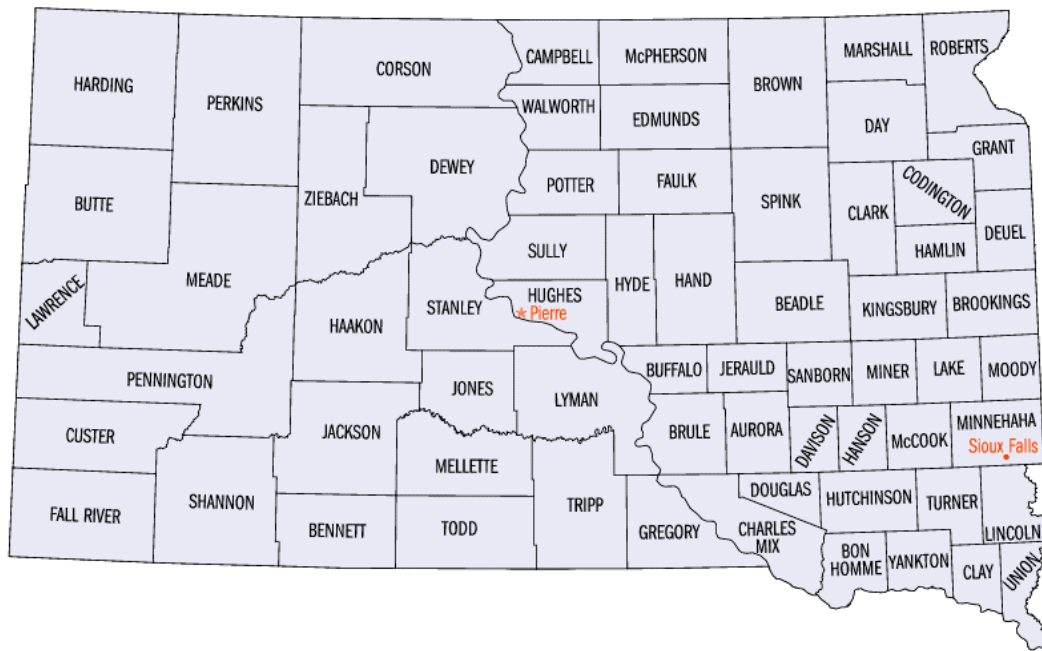 HARDING
PERKINS
CORSON
CAMPBELL
McPHERSON
BROWN
MARSHALL
ROBERTS
WALWORTH
EDMUNDS
DAY
GRANT
BUTTE
ZIEBACH
DEWEY
POTTER
FAULK
SPINK
CLARK
CODINGTON
DEUEL
HAMLIN
LAWRENCE
MEADE
SULLY
STANLEY
HUGHES
* Pierre
HYDE
HAND
BEADLE
KINGSBURY
BROOKINGS
HAAKON
PENNINGTON
JONES
LYMAN
BUFFALO
JERAULD
SANBORN
MINER
LAKE
MOODY
CUSTER
JACKSON
BRULE
AURORA
DAVISON
HANSON
McCOOK
MINNEHAHA
Sioux Falls
FALL RIVER
SHANNON
MELLETTE
BENNETT
TODD
TRIPP
GREGORY
CHARLES
MIX
DOUGLAS
HUTCHINSON
TURNER
LINCOLN
BON
HOMME
YANKTON
CLAY
UNION